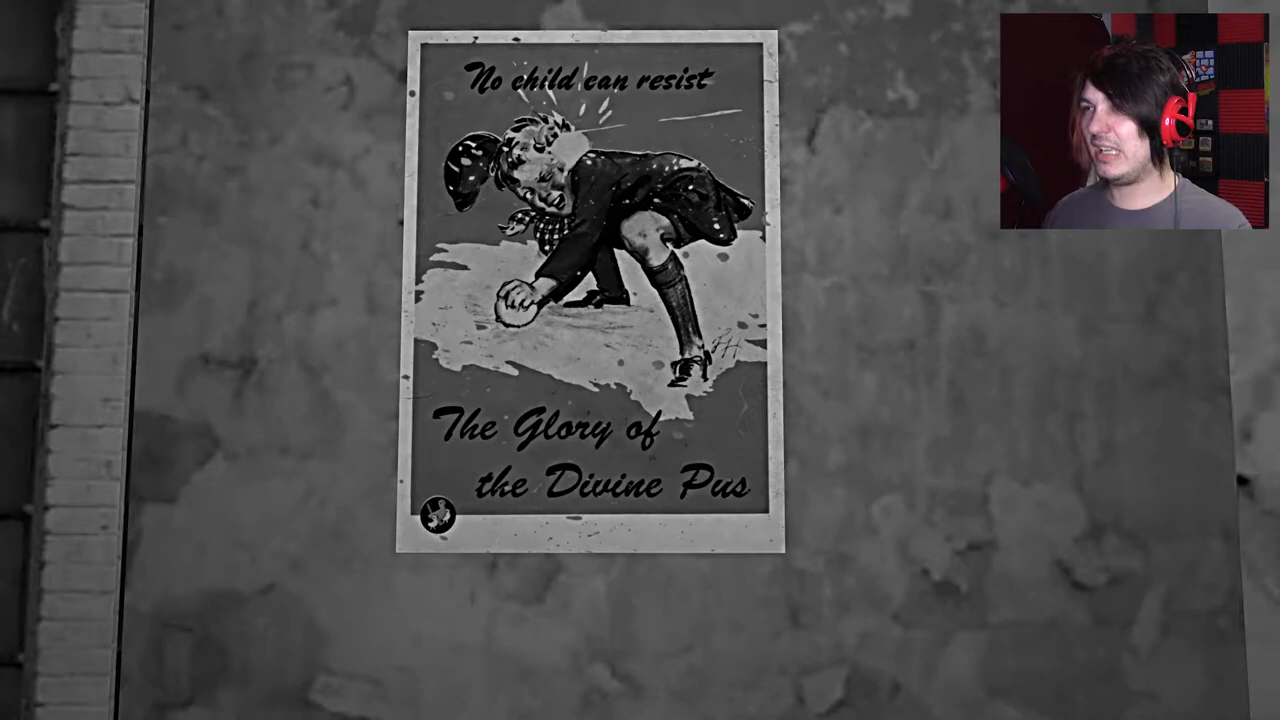 No child can resist
The Glory of
the Divine Pus